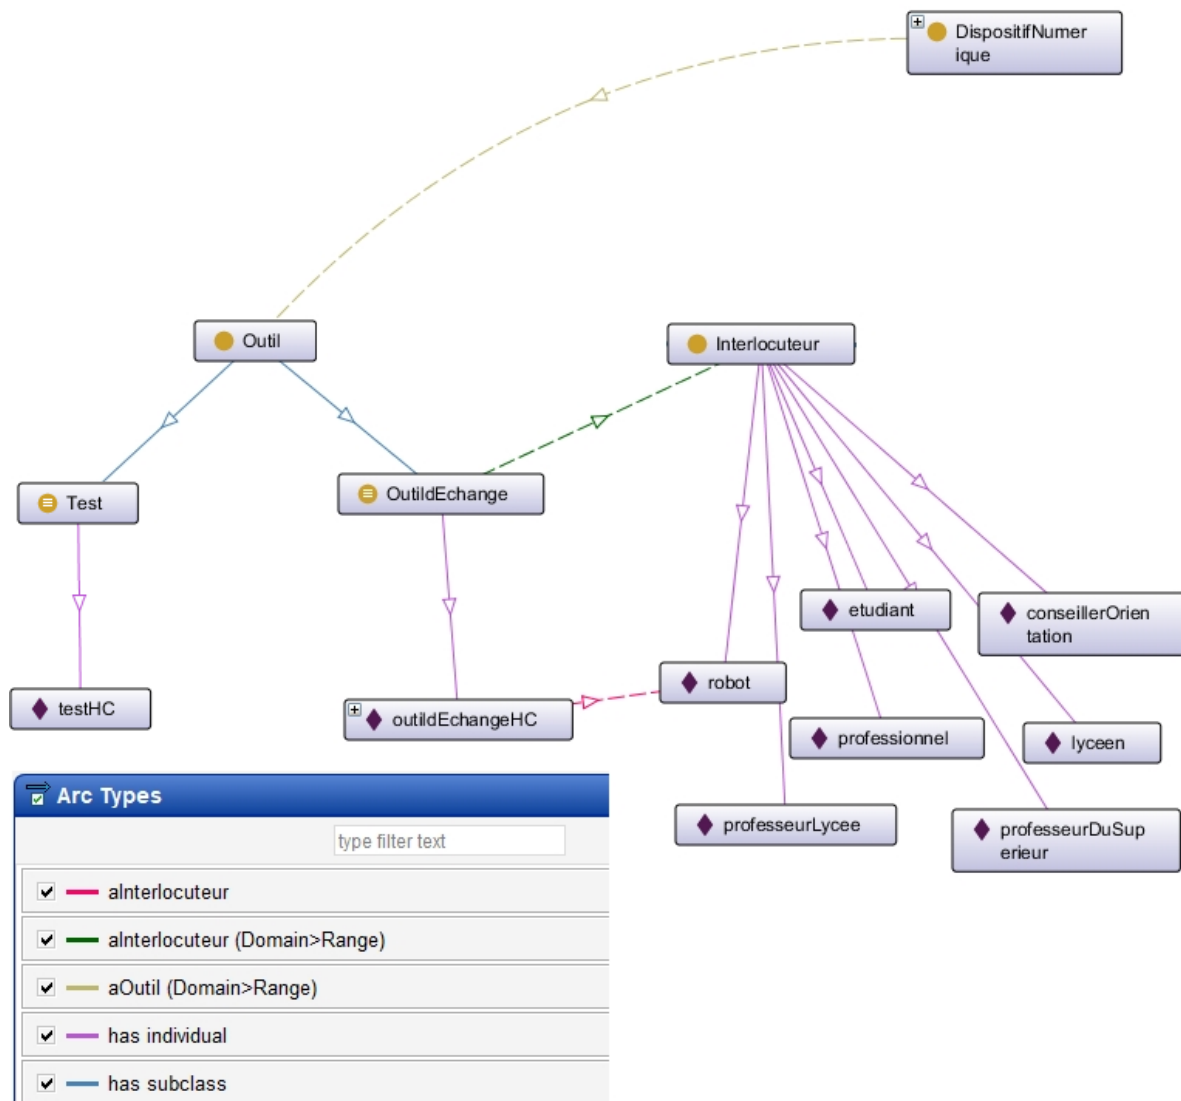 DispositifNumer
ique
Outil
Interlocuteur
Test
OutildEchange
etudiant
conseillerOrien
tation
robot
testHC
outildEchangeHC
professionnel
lyceen
professeurLycee
professeurDuSup
erieur
Arc Types
type filter text
aInterlocuteur
aInterlocuteur (Domain>Range)
aOutil (Domain>Range)
has individual
has subclass